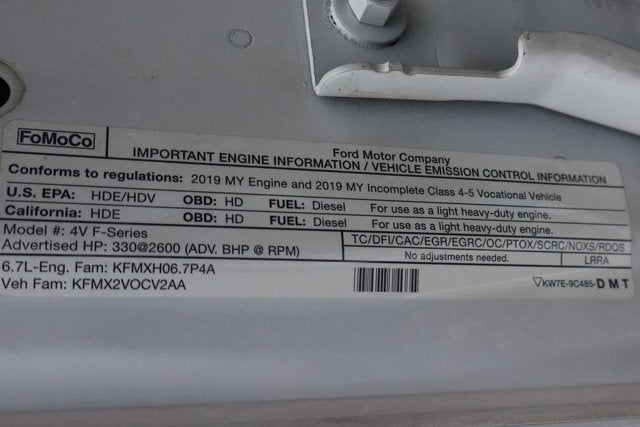 FoMoCo
Ford Motor Company
IMPORTANT ENGINE INFORMATION / VEHICLE EMISSION CONTROL INFORMATION
Conforms to regulations: 2019 MY Engine and 2019 MY Incomplete Class 4-5 Vocational Vehicle
U.S. EPA: HDE/HDV OBD: HD FUEL: Diesel For use as a light heavy-duty engine.
California: HDE OBD: HD FUEL: Diesel For use as a light heavy-duty engine.
Model #: 4V F-Series
Advertised HP: 330@2600 (ADV. BHP @ RPM)
TC/DFI/CAC/EGR/EGRC/OC/PTOX/SCRC/NOXS/RDQS
No adjustments needed. LRRA
6.7L-Eng. Fam: KFMXH06.7P4A
Veh Fam: KFMX2VOCV2AA
▽KW7E-9C485-DMT